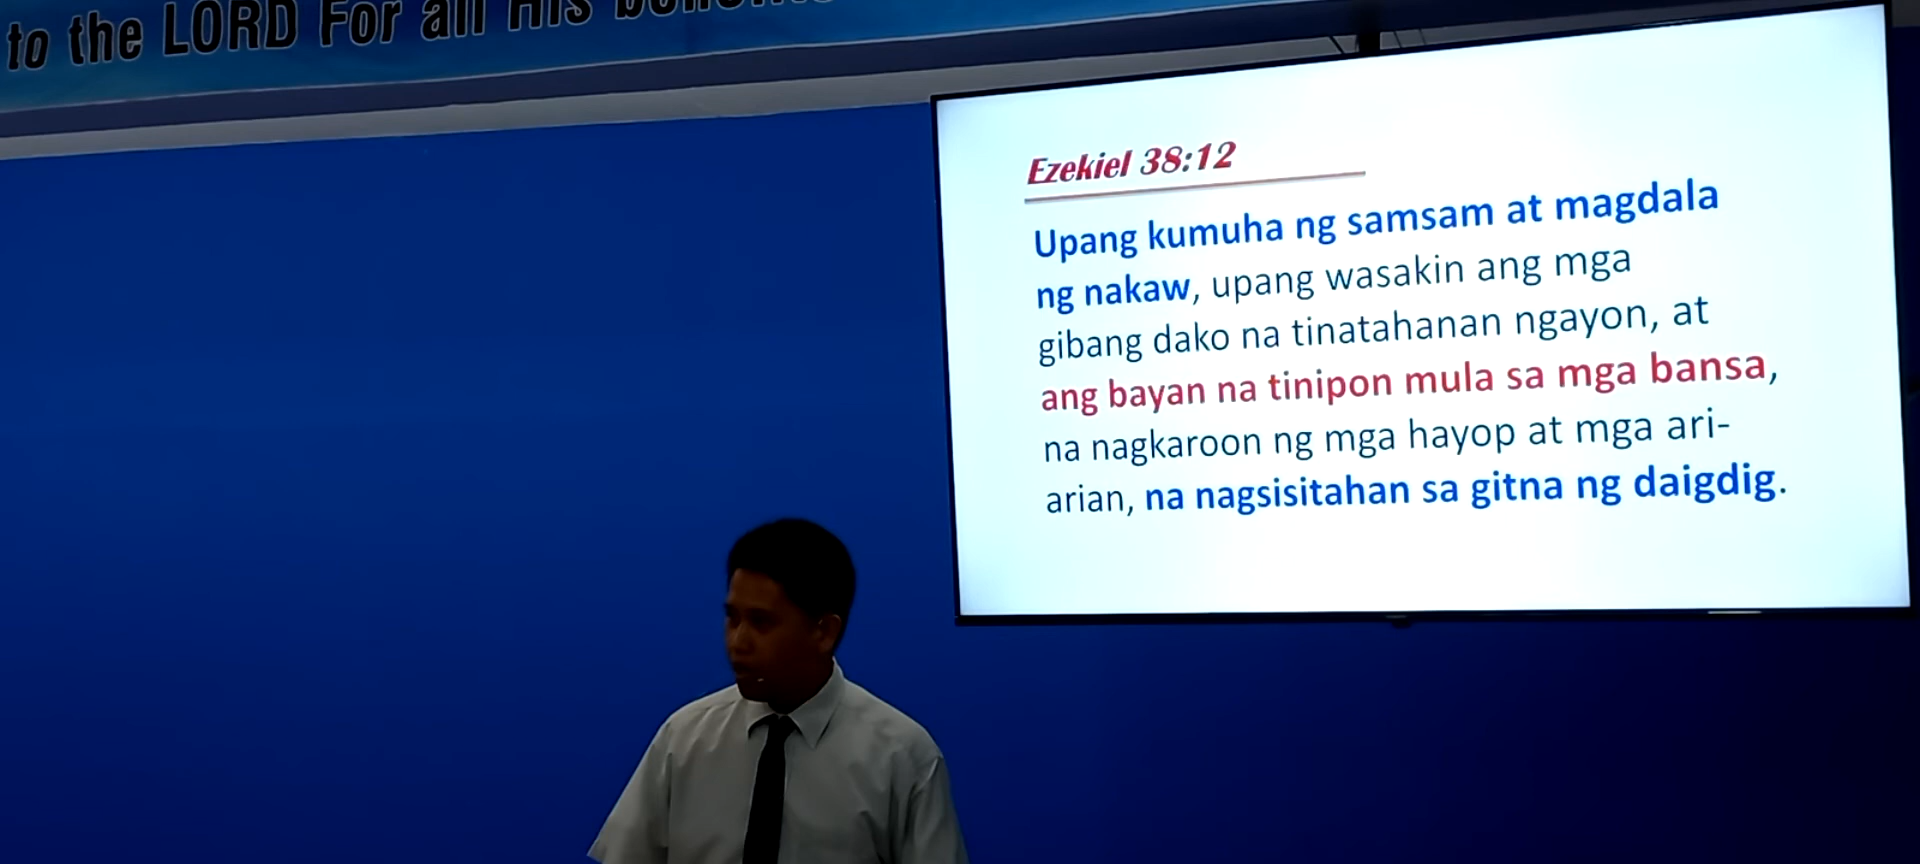 to the LORD For all His
Ezekiel 38:12
Upang kumuha ng samsam at magdala
ng nakaw, upang wasakin ang mga
gibang dako na tinatahanan ngayon, at
ang bayan na tinipon mula sa mga bansa,
na nagkaroon ng mga hayop at mga ari-
arian, na nagsisitahan sa gitna ng daigdig.